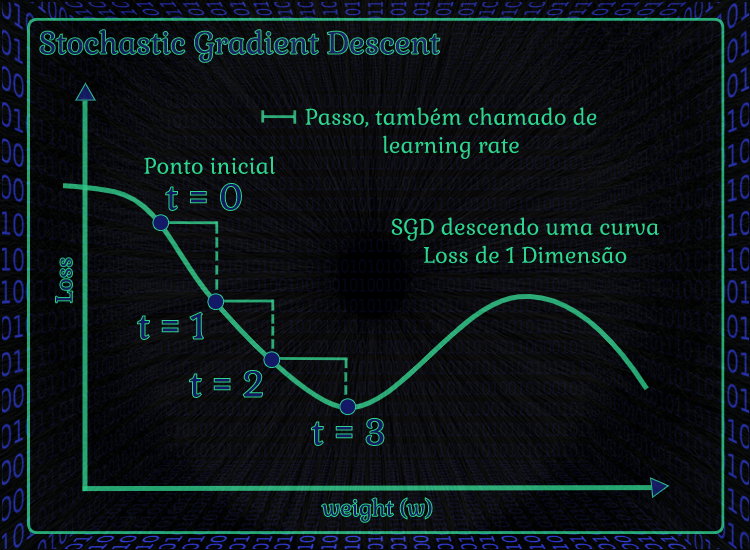 Stochastic Gradient Descent
Passo, também chamado de
learning rate
Ponto inicial
t = 0
SGD descendo uma curva
Loss de 1 Dimensão
Loss
t = 1
t = 2
t = 3
weight (w)